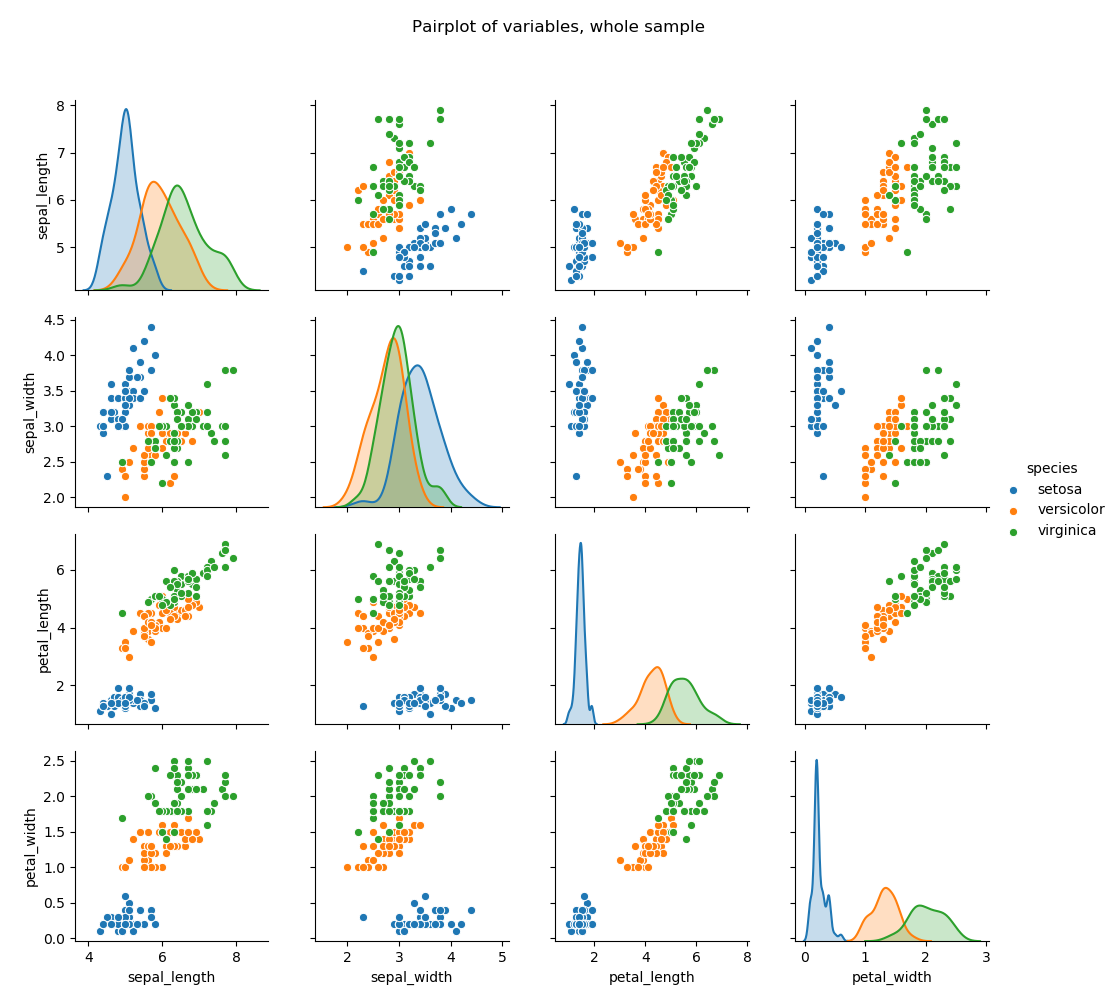 Pairplot of variables, whole sample
sepal_length
8
7
6
5
sepal_width
4.5
4.0
3.5
3.0
2.5
2.0
petal_length
6
4
2
petal_width
2.5
2.0
1.5
1.0
0.5
0.0
4 6 8
sepal_length
2 3 4 5
sepal_width
2 4 6 8
petal_length
0 1 2 3
petal_width
species
setosa
versicolor
virginica